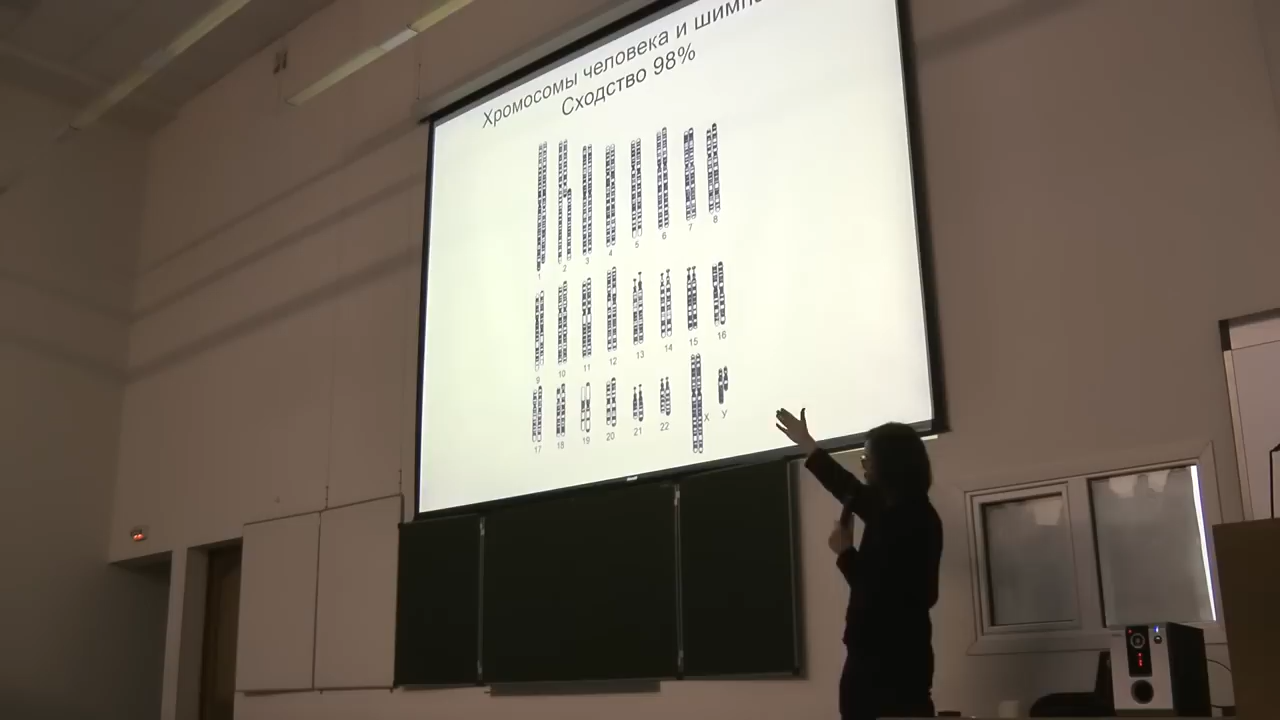 Хромосомы человека и
Сходство 98%
1 2 3 4 5 6 7 8
9 10 11 12 13 14 15 16
17 18 19 20 21 22 X У